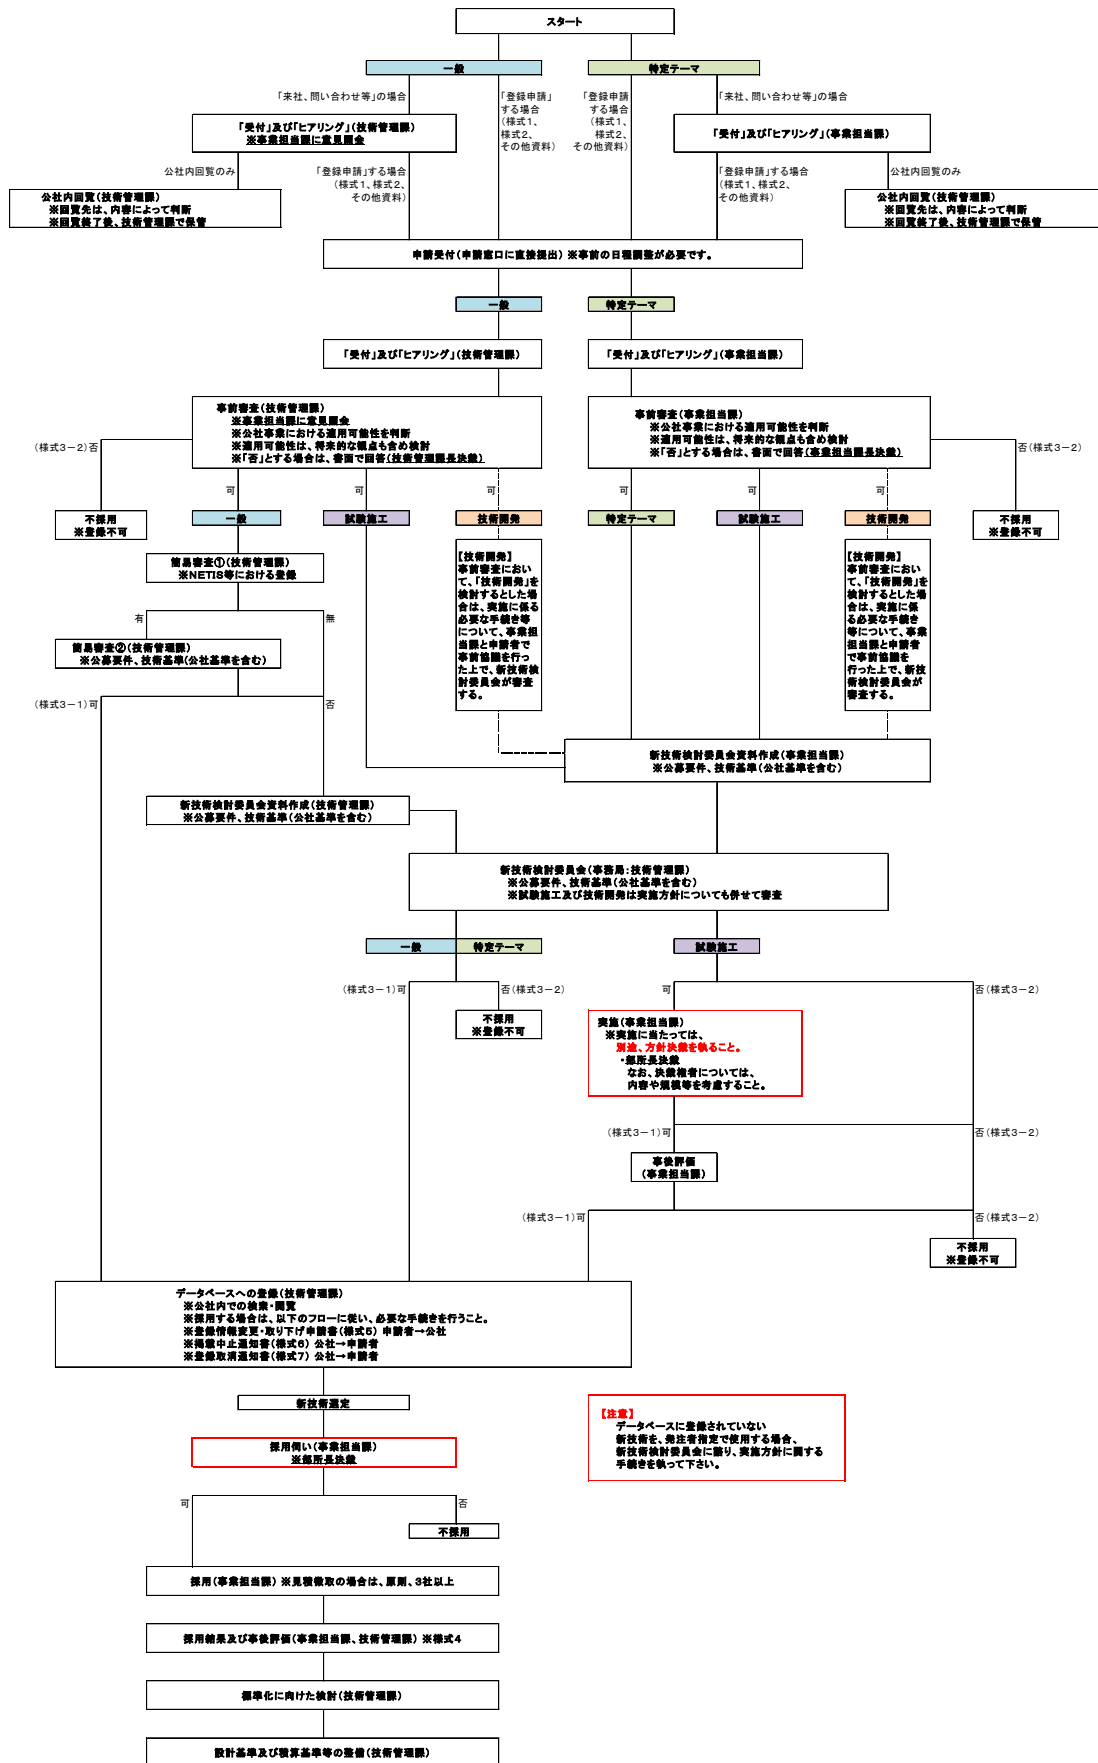 スタート
一般
特定テーマ
「来社、問い合わせ等」の場合
「登録申請」
する場合
(様式1、
様式2、
その他資料)
「登録申請
する場合
(様式1、
様式2、
その他資料)
「来社、問い合わせ等」の場合
「受付」及び「ヒアリング」(技術管理課)
※事業担当課に意見照会
「受付」及び「ヒアリング」(事業担当課)
公社内回覧のみ
「登録申請」する場合
(様式1、様式2、
その他資料)
「登録申請」する場合
(様式1、様式2、
その他資料)
公社内回覧のみ
公社内回覧(技術管理課)
※回覧先は、内容によって判断
※回覧終了後、技術管理課で保管
公社内回覧(技術管理課)
※回覧先は、内容によって判断
※回覧終了後、技術管理課で保管
申請受付(申請窓口に直接提出) ※事前の日程調整が必要です。
一般
特定テーマ
「受付」及び「ヒアリング」(技術管理課)
「受付」及び「ヒアリング」(事業担当課)
事前審査(技術管理課)
※事業担当課に意見照会
※公社事業における適用可能性を判断
※適用可能性は、将来的な観点も含め検討
※「否」とする場合は、書面で回答(技術管理課長決裁)
事前審査(事業担当課)
※公社事業における適用可能性を判断
※適用可能性は、将来的な観点も含め検討
※「否」とする場合は、書面で回答(事業担当課長決裁)
(様式3-2)否
否(様式3-2)
可
可
可
可
可
可
不採用
※登録不可
一般
試験施工
技術開発
特定テーマ
試験施工
技術開発
不採用
※登録不可
簡易審査①(技術管理課)
※NETIS等における登録
【技術開発】
事前審査におい
て、「技術開発」を
検討するとした場
合は、実施に係る
必要な手続き等
について、事業担
当課と申請者で
事前協議を行っ
た上で、新技術検
討委員会が審査
する。
【技術開発】
事前審査におい
て、「技術開発」を
検討するとした
場合は、実施に係
る必要な手続き
等について、事業
担当課と申請者
で事前協議を
行った上で、新技
術検討委員会が
審査する。
有
無
簡易審査②(技術管理課)
※公募要件、技術基準(公社基準を含む)
(様式3-1)可
否
新技術検討委員会資料作成(事業担当課)
※公募要件、技術基準(公社基準を含む)
新技術検討委員会資料作成(技術管理課)
※公募要件、技術基準(公社基準を含む)
新技術検討委員会(事務局:技術管理課)
※公募要件、技術基準(公社基準を含む)
※試験施工及び技術開発は実施方針についても併せて審査
一般
特定テーマ
試験施工
(様式3-1)可
否(様式3-2)
可
否(様式3-2)
不採用
※登録不可
実施(事業担当課)
※実施に当たっては、
別途、方針決裁を執ること。
・部所長決裁
なお、決裁権者については、
内容や規模等を考慮すること。
(様式3-1)可
否(様式3-2)
事後評価
(事業担当課)
(様式3-1)可
否(様式3-2)
不採用
※登録不可
データベースへの登録(技術管理課)
※公社内での検索・閲覧
※採用する場合は、以下のフローに従い、必要な手続きを行うこと。
※登録情報変更・取り下げ申請書(様式5) 申請者→公社
※掲載中止通知書(様式6) 公社→申請者
※登録取消通知書(様式7) 公社→申請者
新技術選定
【注意】
データベースに登録されていない
新技術を、発注者指定で使用する場合、
新技術検討委員会に諮り、実施方針に関する
手続きを執って下さい。
採用伺い(事業担当課)
※部所長決裁
可
否
不採用
採用(事業担当課) ※見積徴取の場合は、原則、3社以上
採用結果及び事後評価(事業担当課、技術管理課) ※様式4
標準化に向けた検討(技術管理課)
設計基準及び積算基準等の整備(技術管理課)